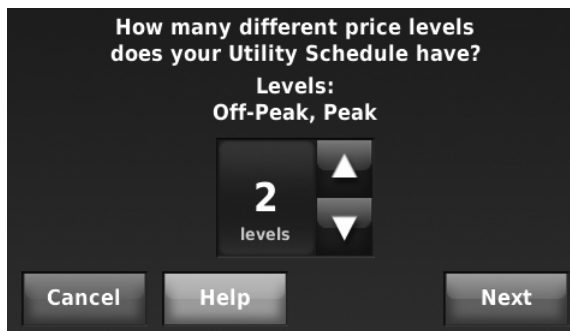 How many different price levels
does your Utility Schedule have?
Levels:
Off-Peak, Peak
2
levels
Cancel
Help
Next